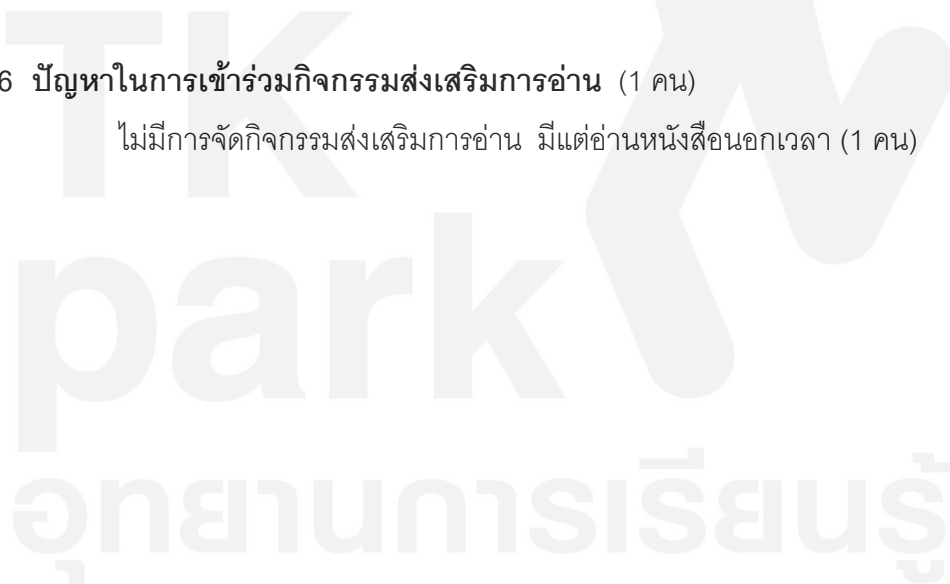 6 ปัญหาในการเข้าร่วมกิจกรรมส่งเสริมการอ่าน (1 คน)
ไม่มีการจัดกิจกรรมส่งเสริมการอ่าน มีแต่อ่านหนังสือนอกเวลา (1 คน)
TK
park
อุทยานการเรียนรู้